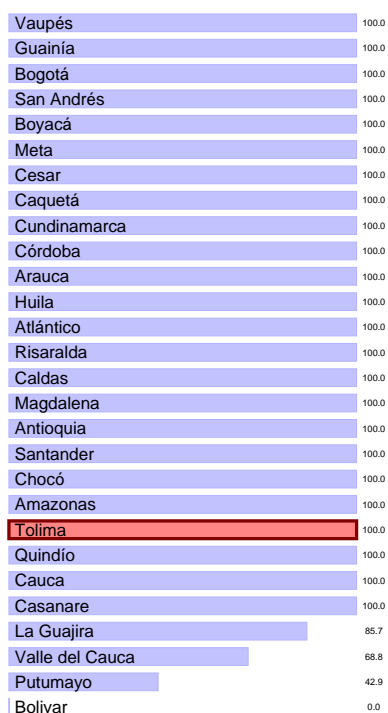 Vaupés 100.0
Guainía 100.0
Bogotá 100.0
San Andrés 100.0
Boyacá 100.0
Meta 100.0
Cesar 100.0
Caquetá 100.0
Cundinamarca 100.0
Córdoba 100.0
Arauca 100.0
Huila 100.0
Atlántico 100.0
Risaralda 100.0
Caldas 100.0
Magdalena 100.0
Antioquia 100.0
Santander 100.0
Chocó 100.0
Amazonas 100.0
Tolima 100.0
Quindío 100.0
Cauca 100.0
Casanare 100.0
La Guajira 85.7
Valle del Cauca 68.8
Putumayo 42.9
Bolivar 0.0